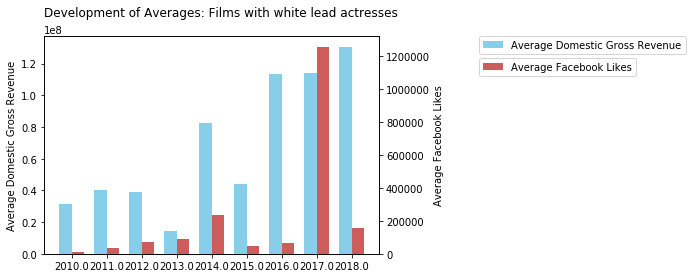 Development of Averages: Films with white lead actresses
1e8
Average Domestic Gross Revenue
0.0
0.2
0.4
0.6
0.8
1.0
1.2
2010.0 2011.0 2012.0 2013.0 2014.0 2015.0 2016.0 2017.0 2018.0
0
200000
400000
600000
800000
1000000
1200000
Average Facebook Likes
Average Domestic Gross Revenue
Average Facebook Likes